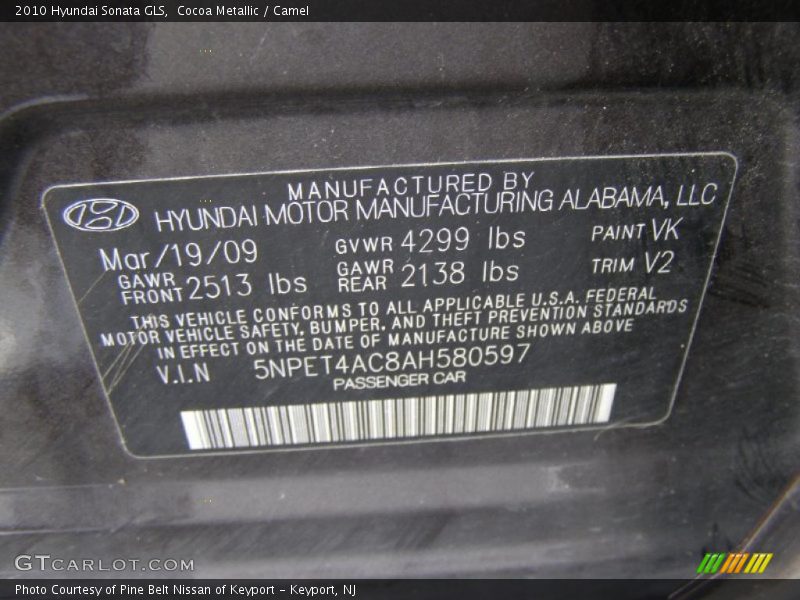 2010 Hyundai Sonata GLS, Cocoa Metallic / Camel
MANUFACTURED BY
HYUNDAI MOTOR MANUFACTURING ALABAMA, LLC
Mar/19/09 GVWR 4299 lbs PAINT VK
GAWR FRONT 2513 lbs GAWR REAR 2138 lbs TRIM V2
THIS VEHICLE CONFORMS TO ALL APPLICABLE U.S.A. FEDERAL
MOTOR VEHICLE SAFETY, BUMPER, AND THEFT PREVENTION STANDARDS
IN EFFECT ON THE DATE OF MANUFACTURE SHOWN ABOVE
V.I.N 5NPET4AC8AH580597
PASSENGER CAR
GTCARLOT.COM
Photo Courtesy of Pine Belt Nissan of Keyport – Keyport, NJ